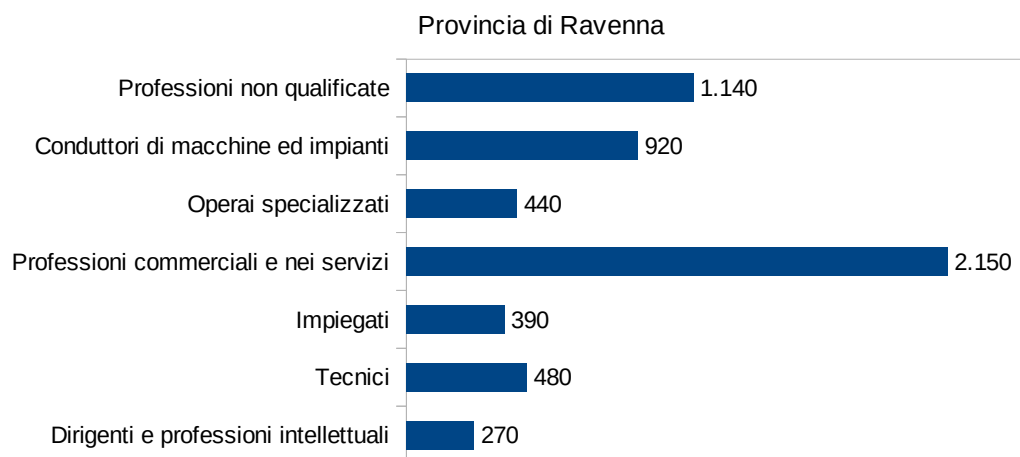 Provincia di Ravenna
Professioni non qualificate 1.140
Conduttori di macchine ed impianti 920
Operai specializzati 440
Professioni commerciali e nei servizi 2.150
Impiegati 390
Tecnici 480
Dirigenti e professioni intellettuali 270